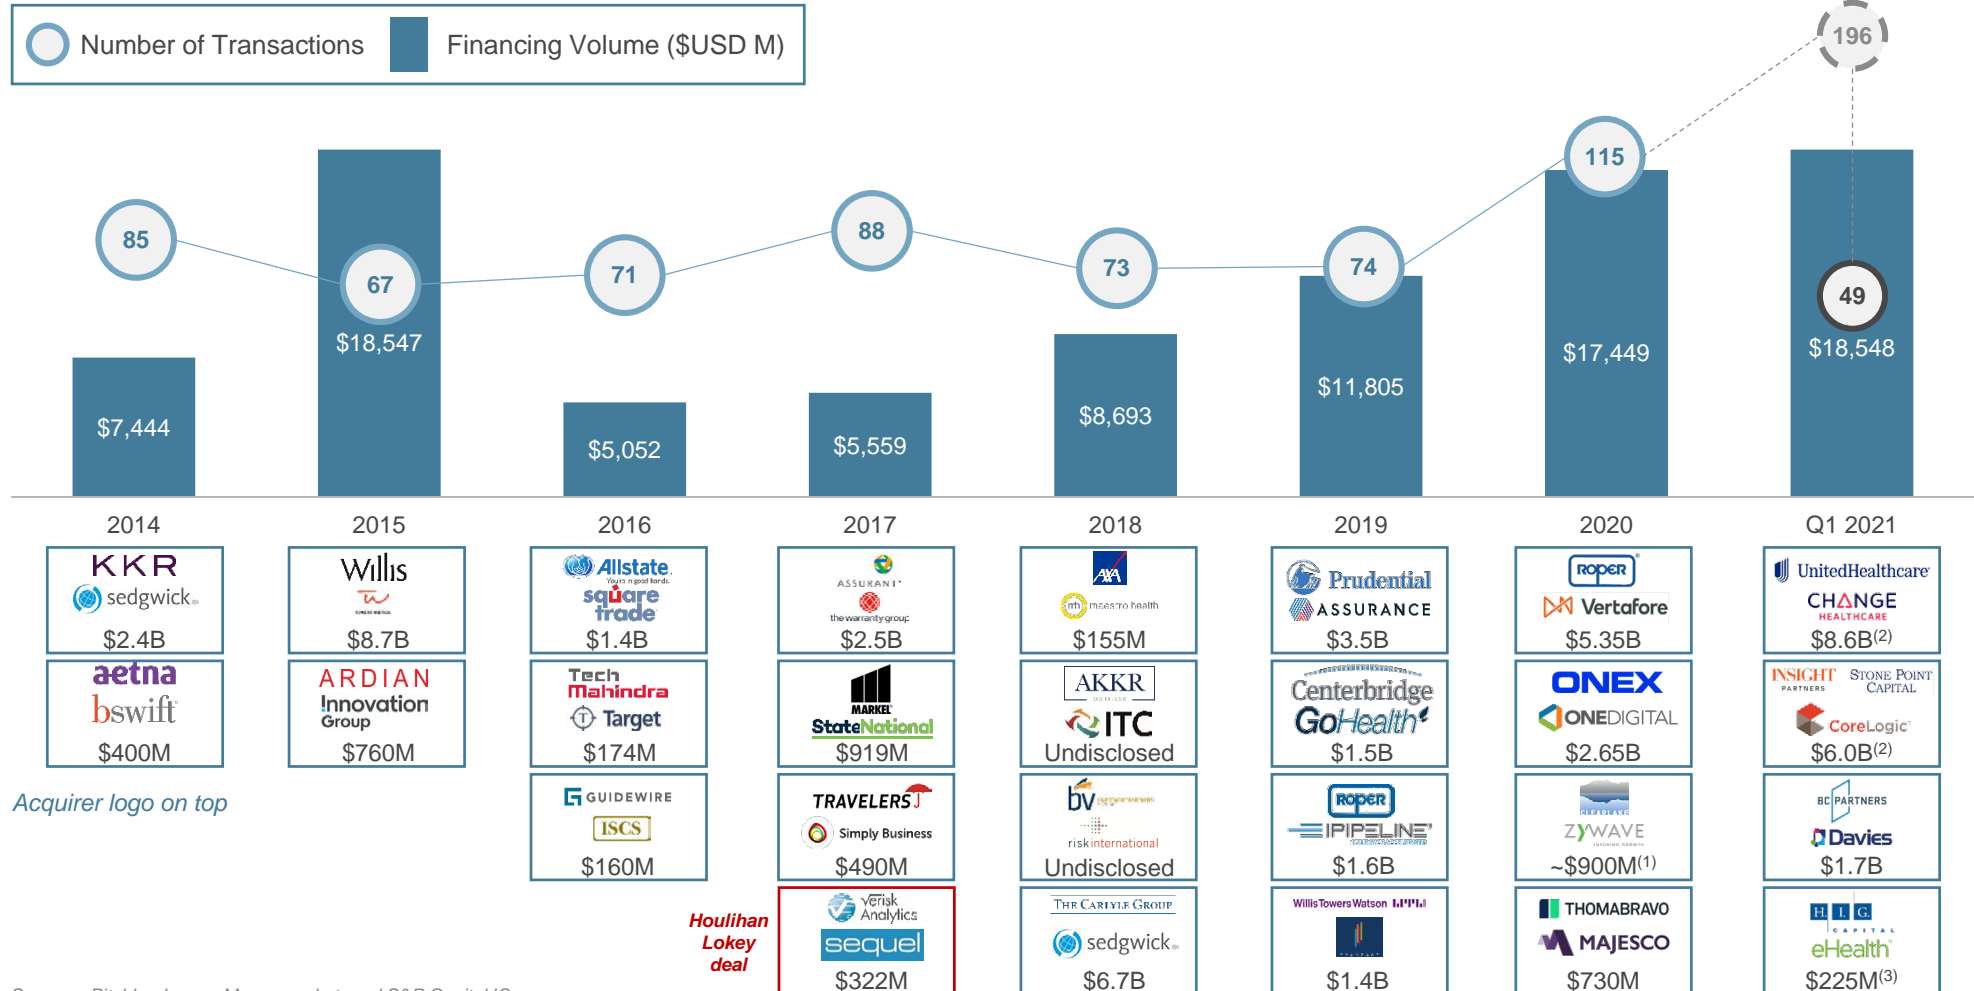 Number of Transactions
Financing Volume ($USD M)
196
115
88
85
74
73
71
67
49
$18,547
$18,548
$17,449
$11,805
$8,693
$7,444
$5,559
$5,052
2014
2015
2016
2017
2018
2019
2020
Q1 2021
KKR
sedgwick
$2.4B
Willis
$8.7B
Allstate
You're in good hands.
square
trade
$1.4B
ASSURANT
the warranty group
$2.5B
AXA
mh maestro health
$155M
Prudential
ASSURANCE
$3.5B
ROPER
Vertafore
$5.35B
UnitedHealthcare
CHANGE
HEALTHCARE
$8.6B(2)
aetna
bswift
$400M
ARDIAN
Innovation
Group
$760M
Tech
Mahindra
T Target
$174M
MARKEL
StateNational
$919M
AKKR
ITC
Undisclosed
Centerbridge
GoHealth
$1.5B
ONEX
ONEDIGITAL
$2.65B
INSIGHT
PARTNERS
STONE POINT
CAPITAL
CoreLogic
$6.0B(2)
Acquirer logo on top
GUIDEWIRE
ISCS
$160M
TRAVELERS
Simply Business
$490M
bv
risk international
Undisclosed
ROPER
IPIPELINE
$1.6B
CLEARLAKE
ZYWAVE
~$900M(1)
BC PARTNERS
Davies
$1.7B
Houlihan
Lokey
deal
Verisk
Analytics
sequel
$322M
THE CARLYLE GROUP
sedgwick
$6.7B
Willis Towers Watson
$1.4B
THOMABRAVO
MAJESCO
$730M
H.I.G.
CAPITAL
eHealth
$225M(3)